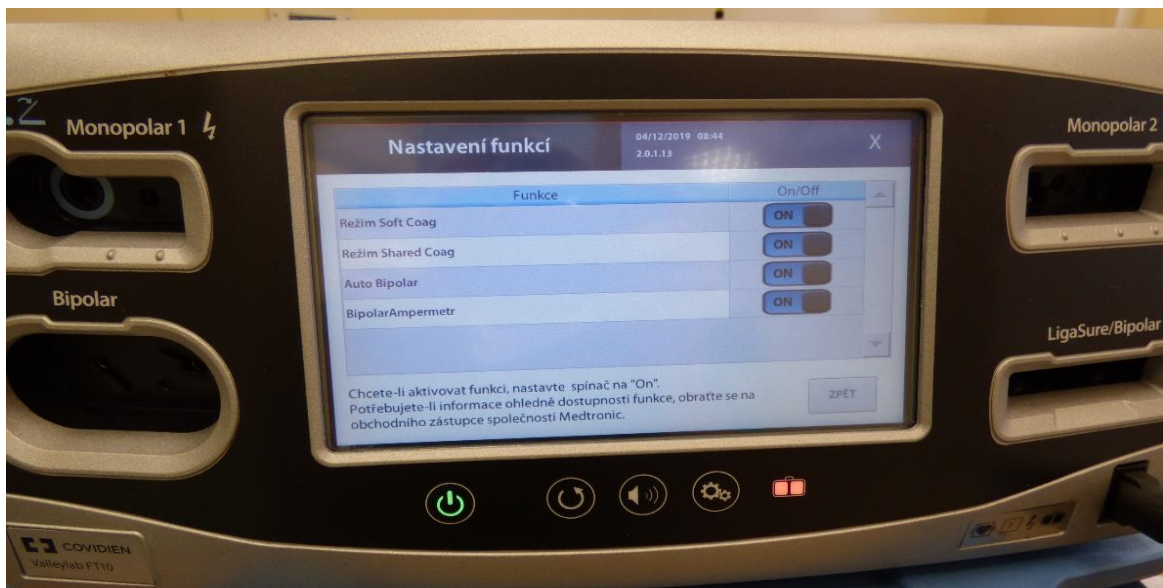 Monopolar 1
Nastavení funkcí
04/12/2019 08:44
2.0.1.13
X
Monopolar 2
Funkce
On/Off
Režim Soft Coag
ON
Režim Shared Coag
ON
Auto Bipolar
ON
BipolarAmpermetr
ON
Bipolar
LigaSure/Bipolar
Chcete-li aktivovat funkci, nastavte spínač na "On".
Potřebujete-li informace ohledně dostupnosti funkce, obraťte se na
obchodního zástupce společnosti Medtronic.
ZPĚT
COVIDIEN
Valleylab FT10